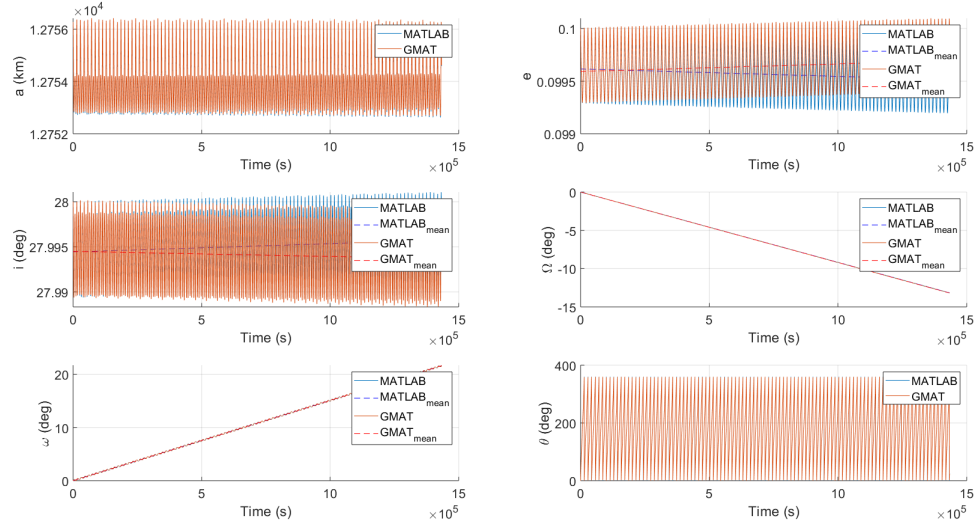 ×10⁴
1.2756
1.2754
1.2752
a (km)
MATLAB
GMAT
0 5 10 15
Time (s) ×10⁵
0.1
0.0995
0.099
e
MATLAB
MATLAB_mean
GMAT
GMAT_mean
0 5 10 15
Time (s) ×10⁵
28
27.995
27.99
i (deg)
MATLAB
MATLAB_mean
GMAT
GMAT_mean
0 5 10 15
Time (s) ×10⁵
0
-5
-10
-15
Ω (deg)
MATLAB
MATLAB_mean
GMAT
GMAT_mean
0 5 10 15
Time (s) ×10⁵
20
10
0
ω (deg)
MATLAB
MATLAB_mean
GMAT
GMAT_mean
0 5 10 15
Time (s) ×10⁵
400
200
0
θ (deg)
MATLAB
GMAT
0 5 10 15
Time (s) ×10⁵